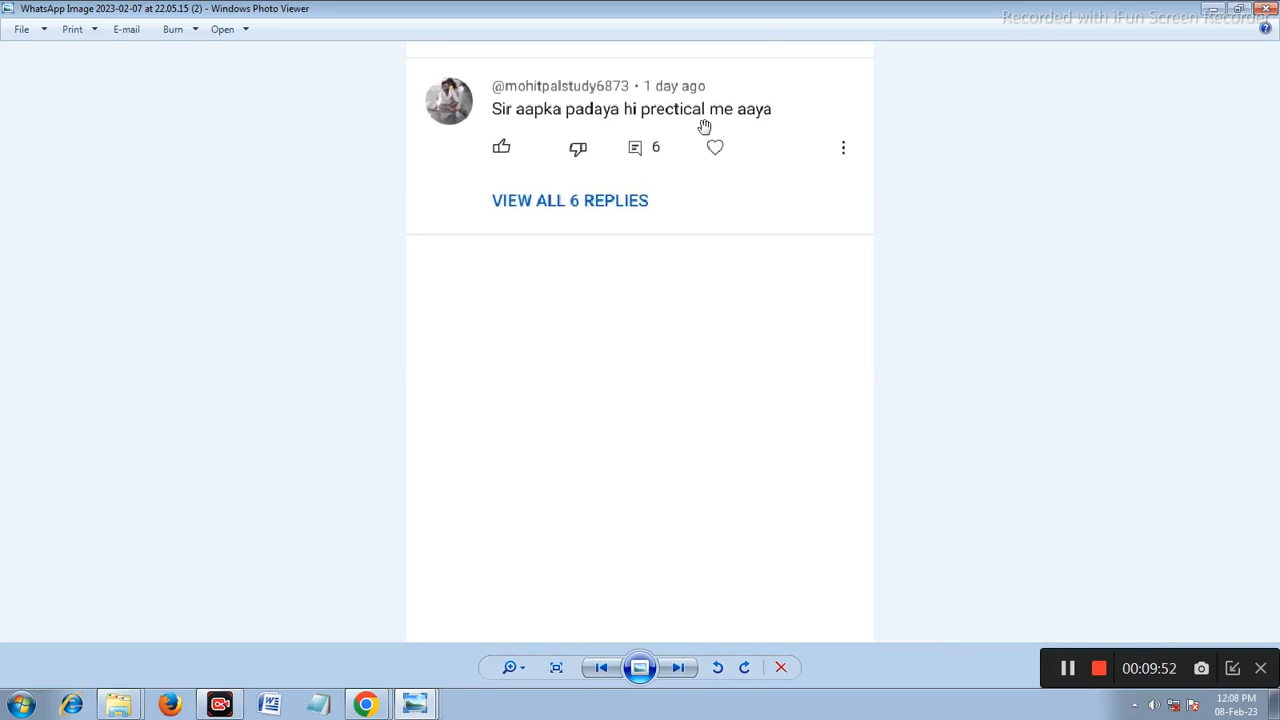 WhatsApp Image 2023-02-07 at 22.05.15 (2) - Windows Photo Viewer
Recorded with iFun Screen Recorder
File Print E-mail Burn Open
@mohitpalstudy6873 • 1 day ago
Sir aapka padaya hi prectical me aaya
6
VIEW ALL 6 REPLIES
00:09:52
12:08 PM
08-Feb-23